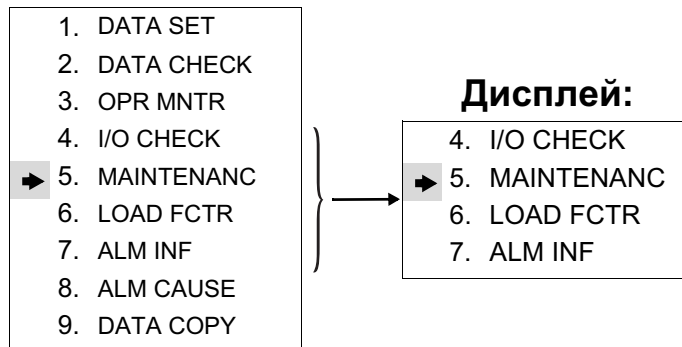 1. DATA SET
2. DATA CHECK
3. OPR MNTR
4. I/O CHECK
5. MAINTENANC
6. LOAD FCTR
7. ALM INF
8. ALM CAUSE
9. DATA COPY
Дисплей:
4. I/O CHECK
5. MAINTENANC
6. LOAD FCTR
7. ALM INF